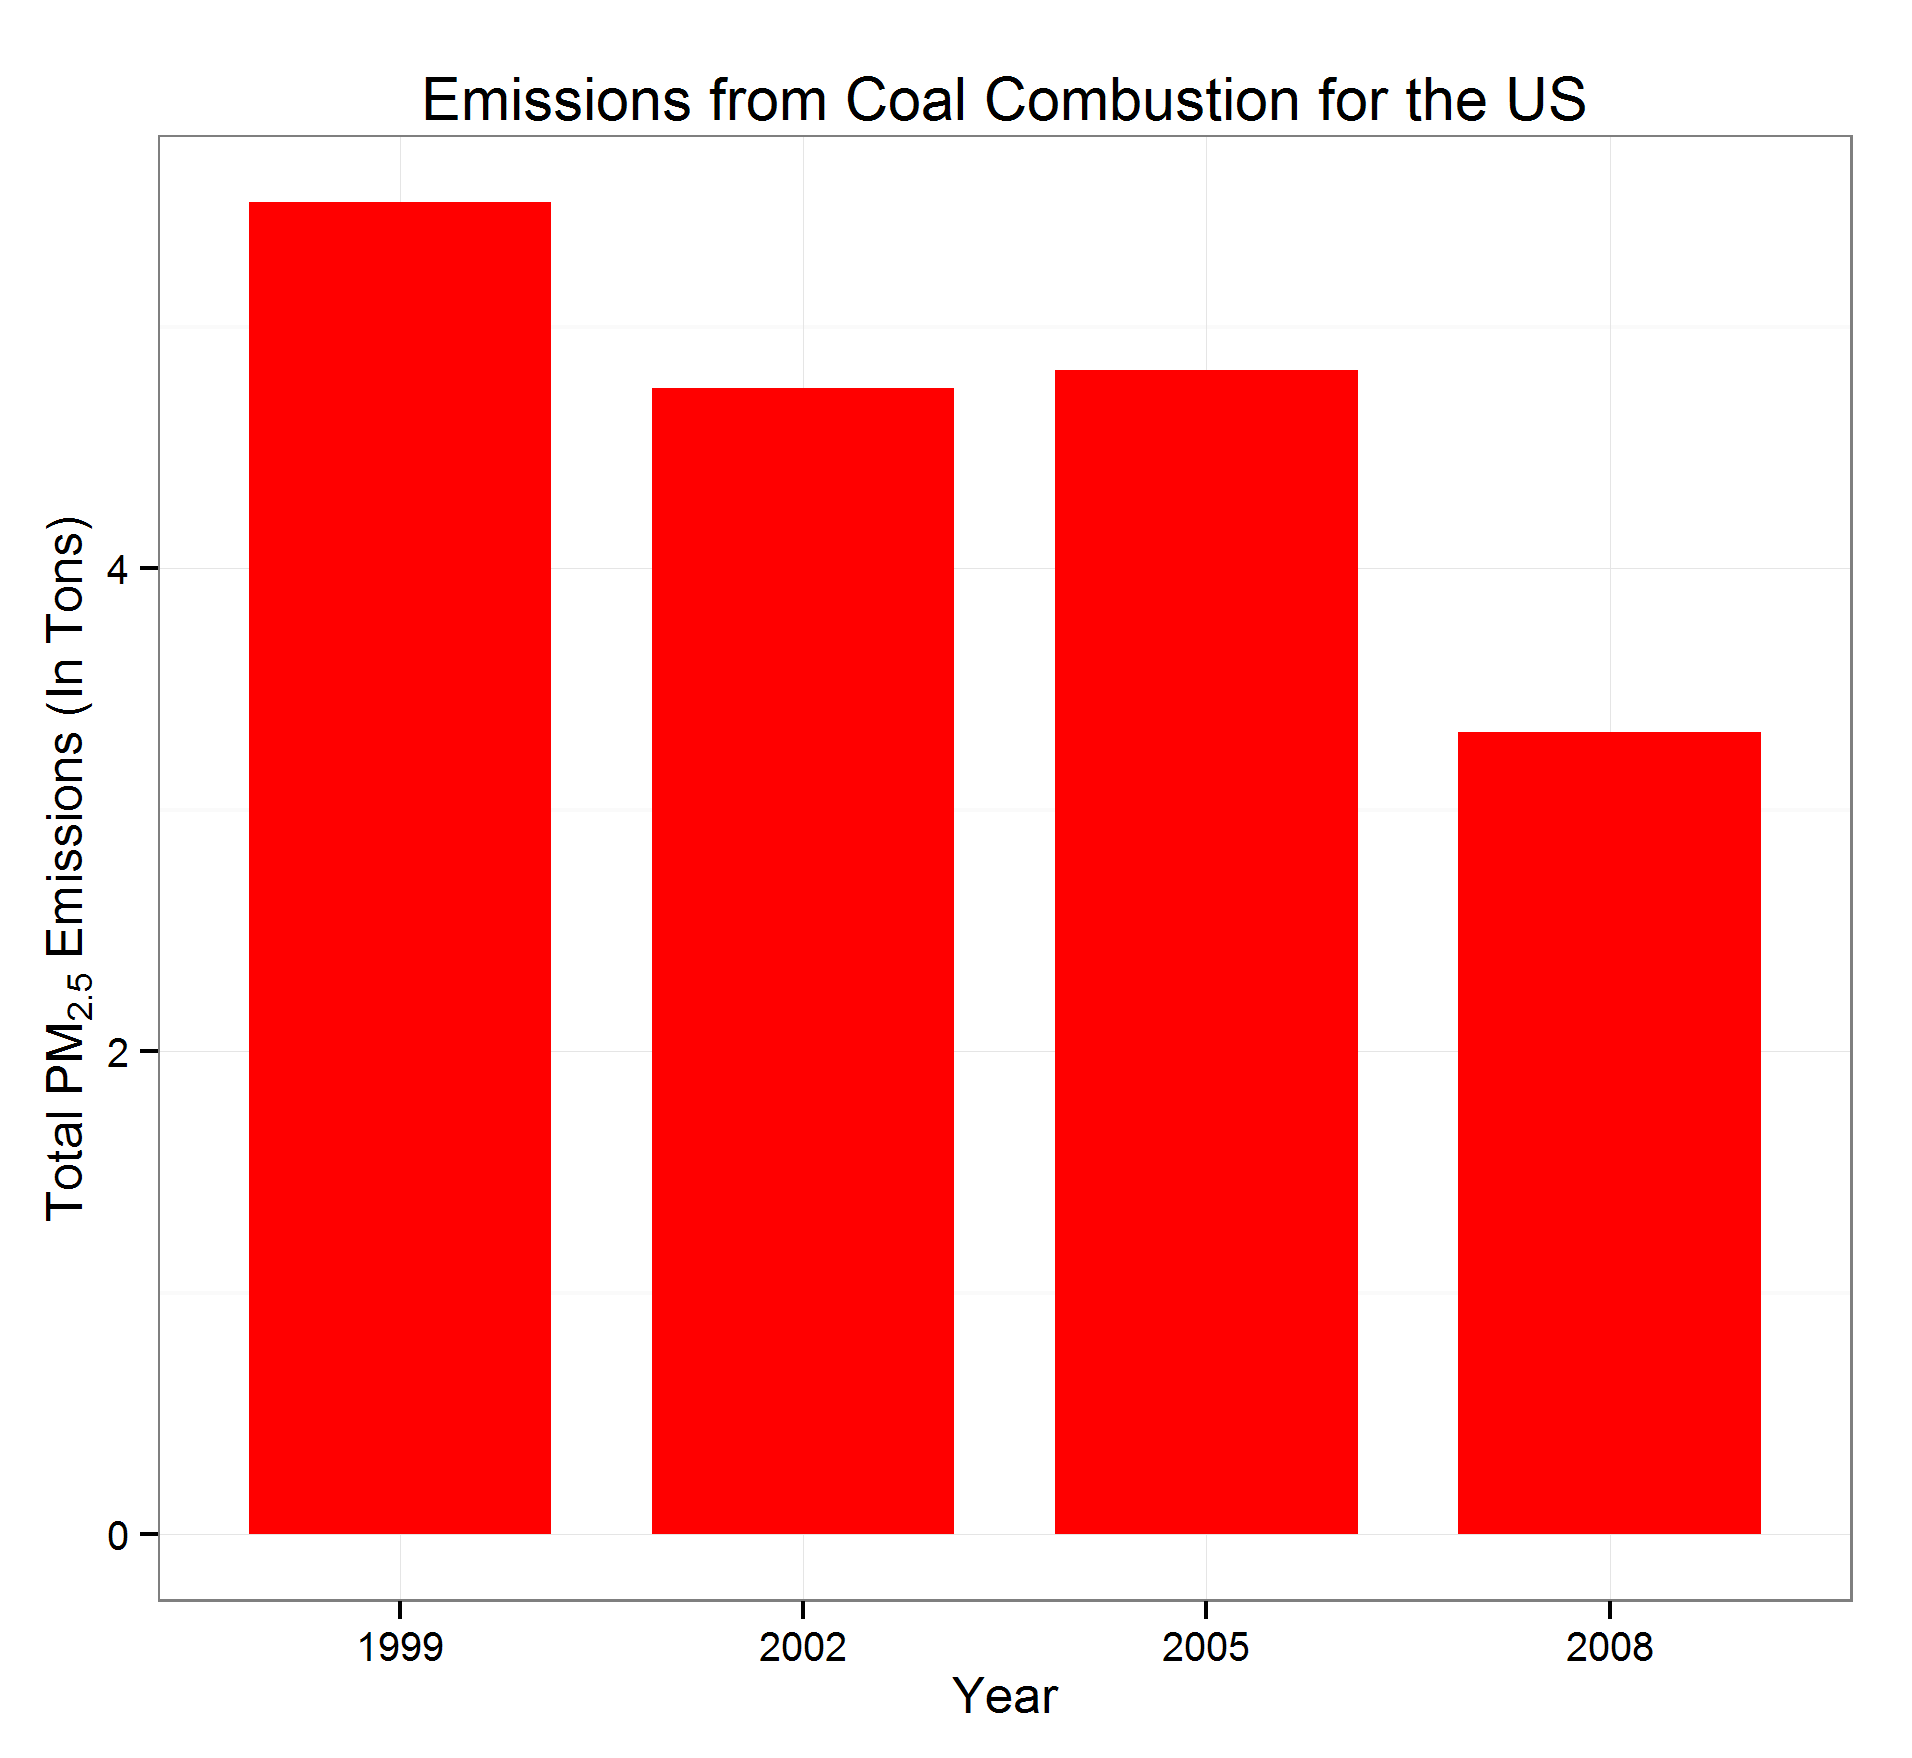 Emissions from Coal Combustion for the US
Total PM2.5 Emissions (In Tons)
4
2
0
1999 2002 2005 2008
Year